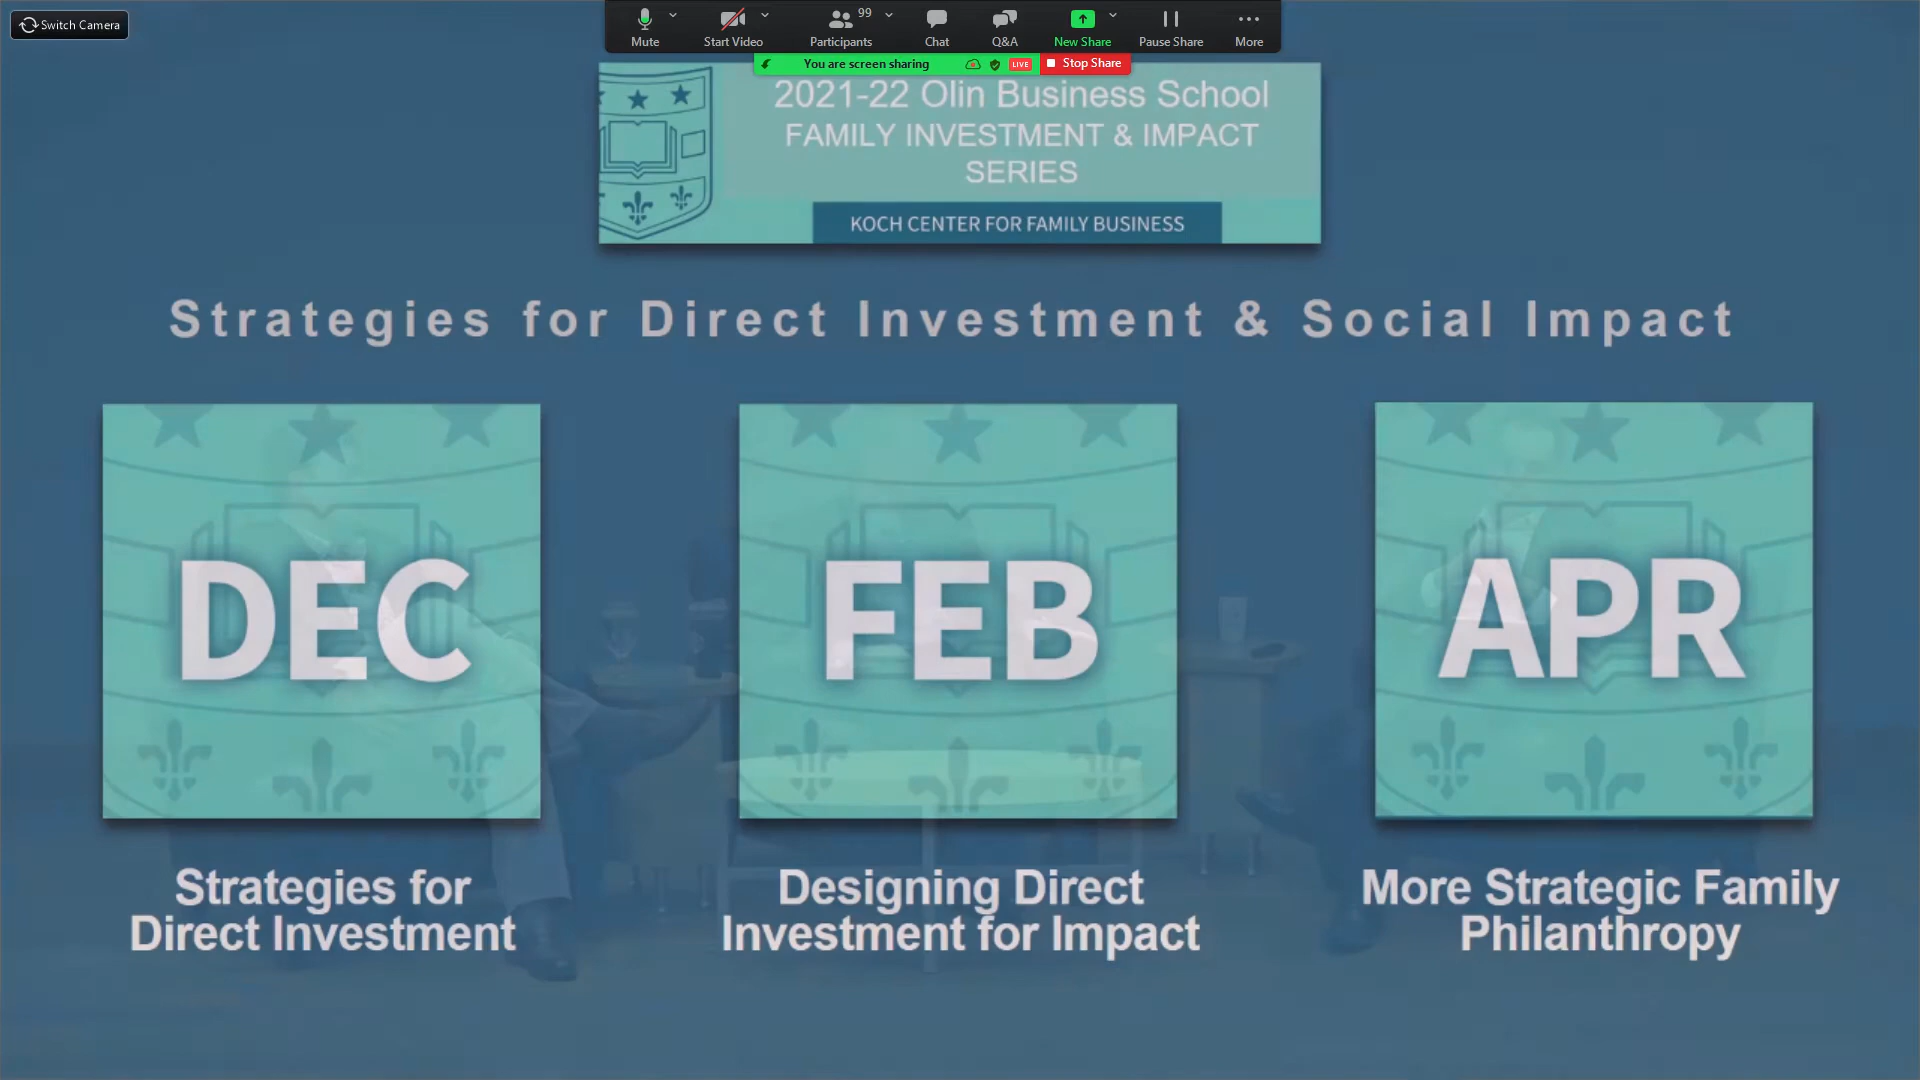 Switch Camera
Mute
Start Video
99
Participants
Chat
Q&A
New Share
Pause Share
More
You are screen sharing
LIVE
Stop Share
2021-22 Olin Business School
FAMILY INVESTMENT & IMPACT
SERIES
KOCH CENTER FOR FAMILY BUSINESS
Strategies for Direct Investment & Social Impact
DEC
FEB
APR
Strategies for
Direct Investment
Designing Direct
Investment for Impact
More Strategic Family
Philanthropy